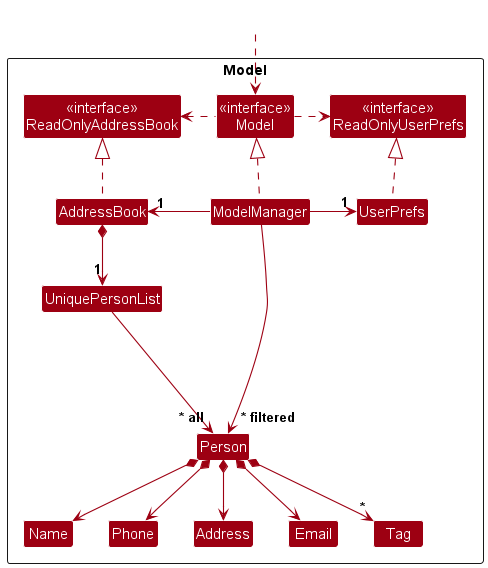 Model
«interface»
ReadOnlyAddressBook
«interface»
Model
«interface»
ReadOnlyUserPrefs
AddressBook
1
ModelManager
1
UserPrefs
1
UniquePersonList
* all
* filtered
Person
*
Name
Phone
Address
Email
Tag